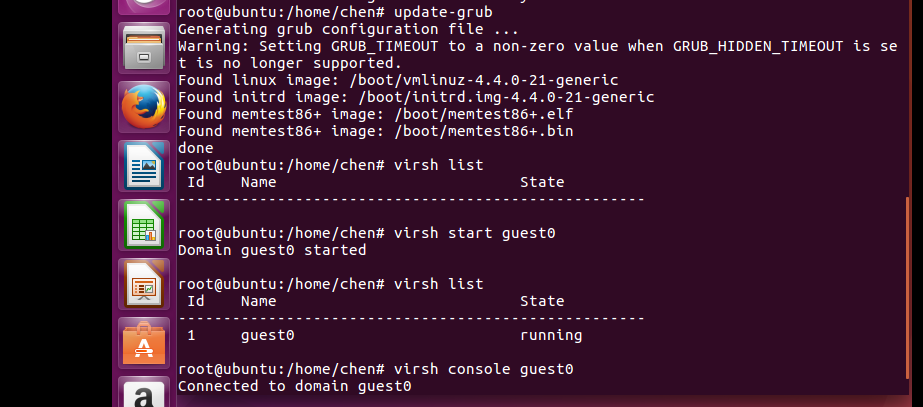 root@ubuntu:/home/chen# update-grub
Generating grub configuration file ...
Warning: Setting GRUB_TIMEOUT to a non-zero value when GRUB_HIDDEN_TIMEOUT is se
t is no longer supported.
Found linux image: /boot/vmlinuz-4.4.0-21-generic
Found initrd image: /boot/initrd.img-4.4.0-21-generic
Found memtest86+ image: /boot/memtest86+.elf
Found memtest86+ image: /boot/memtest86+.bin
done
root@ubuntu:/home/chen# virsh list
 Id    Name                           State
----------------------------------------------------
root@ubuntu:/home/chen# virsh start guest0
Domain guest0 started
root@ubuntu:/home/chen# virsh list
 Id    Name                           State
----------------------------------------------------
 1     guest0                         running
root@ubuntu:/home/chen# virsh console guest0
Connected to domain guest0
A
a